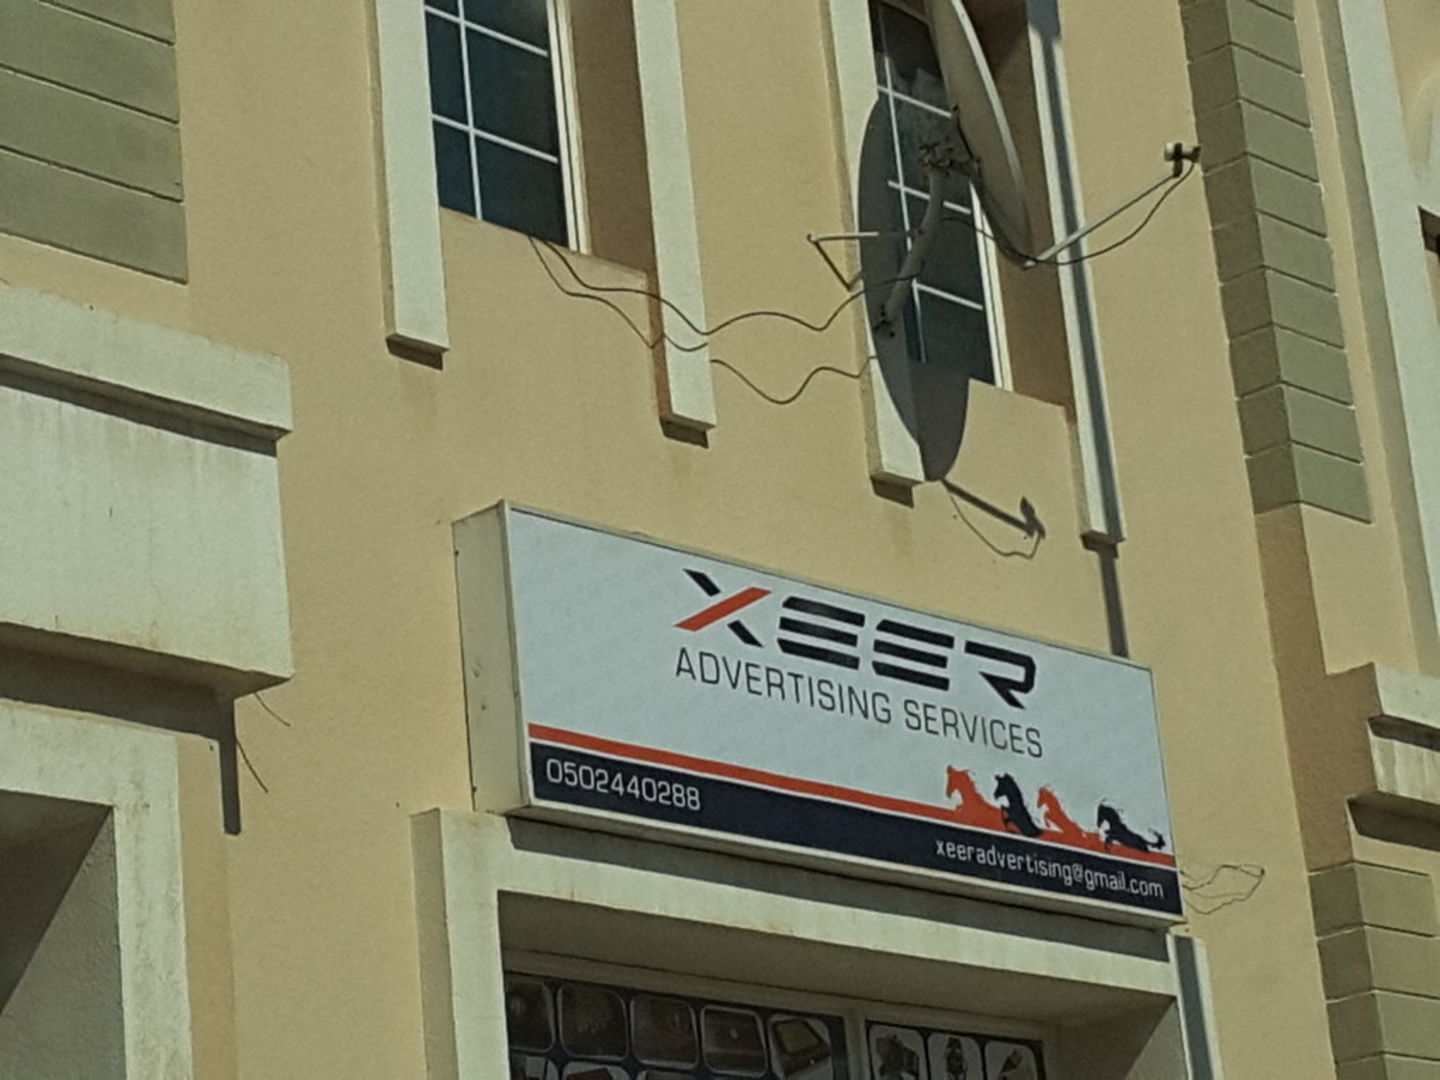 XEER
ADVERTISING SERVICES
0502440288
xeeradvertising@gmail.com